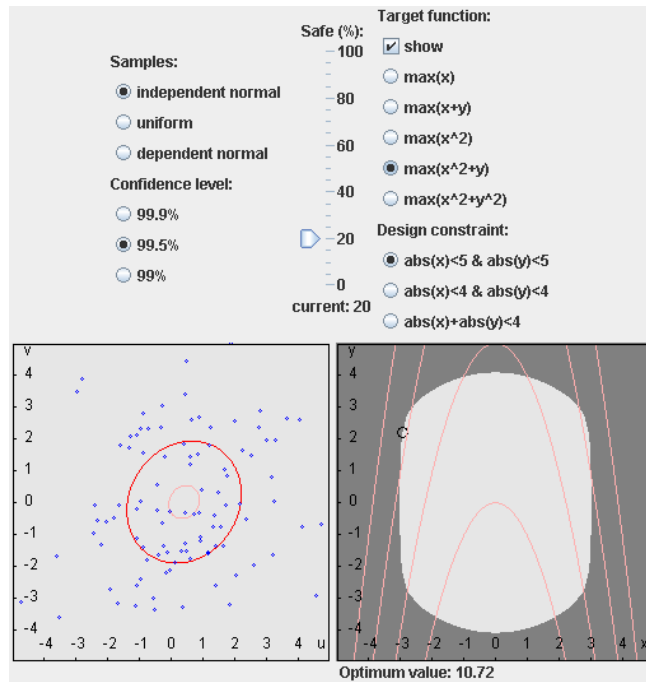 Samples:
independent normal
uniform
dependent normal
Confidence level:
99.9%
99.5%
99%
Safe (%):
100
80
60
40
20
0
current: 20
Target function:
show
max(x)
max(x+y)
max(x^2)
max(x^2+y)
max(x^2+y^2)
Design constraint:
abs(x)<5 & abs(y)<5
abs(x)<4 & abs(y)<4
abs(x)+abs(y)<4
v
4
3
2
1
0
-1
-2
-3
-4
-4 -3 -2 -1 0 1 2 3 4 u
y
4
3
2
1
0
-1
-2
-3
-4
-4 -3 -2 -1 0 1 2 3 4 x
Optimum value: 10.72